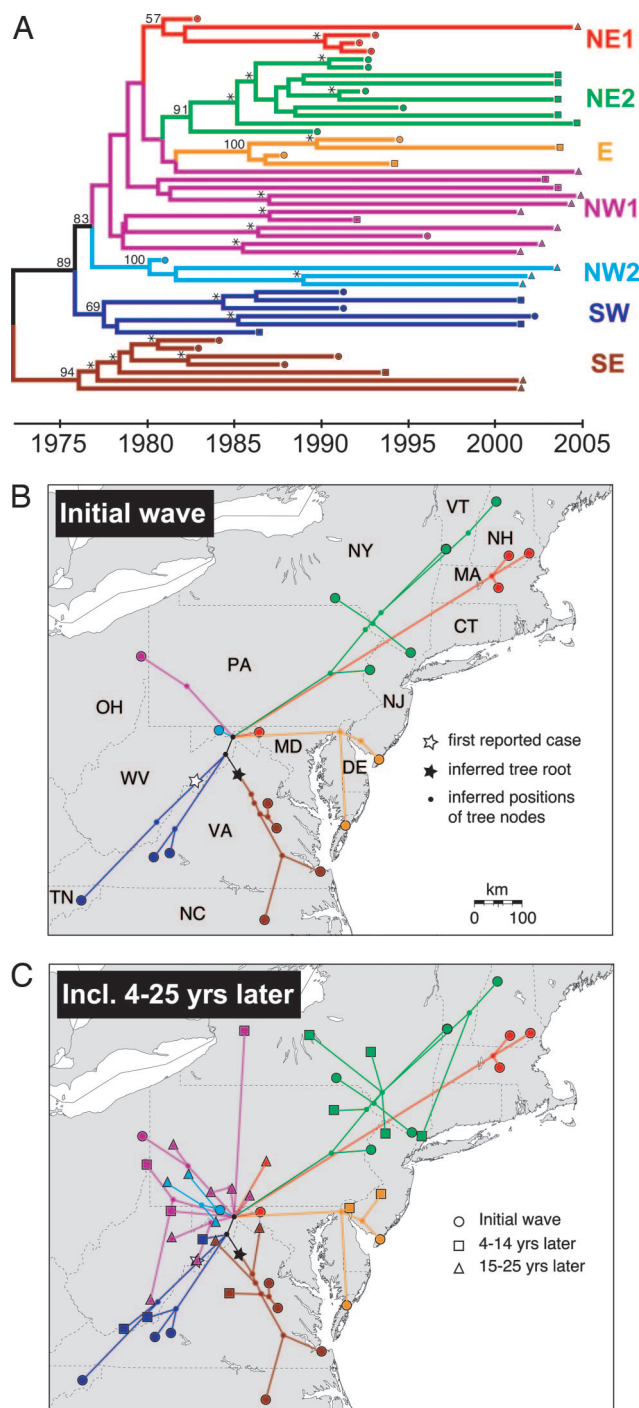 A
57
NE1
*
*
NE2
*
*
91
*
100
E
NW1
*
83
*
*
*
100
NW2
89
*
69
*
SW
*
*
*
*
SE
94
*
1975 1980 1985 1990 1995 2000 2005
B
Initial wave
VT
NY
NH
MA
CT
PA
NJ
OH
MD
DE
WV
VA
TN
NC
first reported case
inferred tree root
inferred positions
of tree nodes
km
0 100
C
Incl. 4-25 yrs later
Initial wave
4-14 yrs later
15-25 yrs later